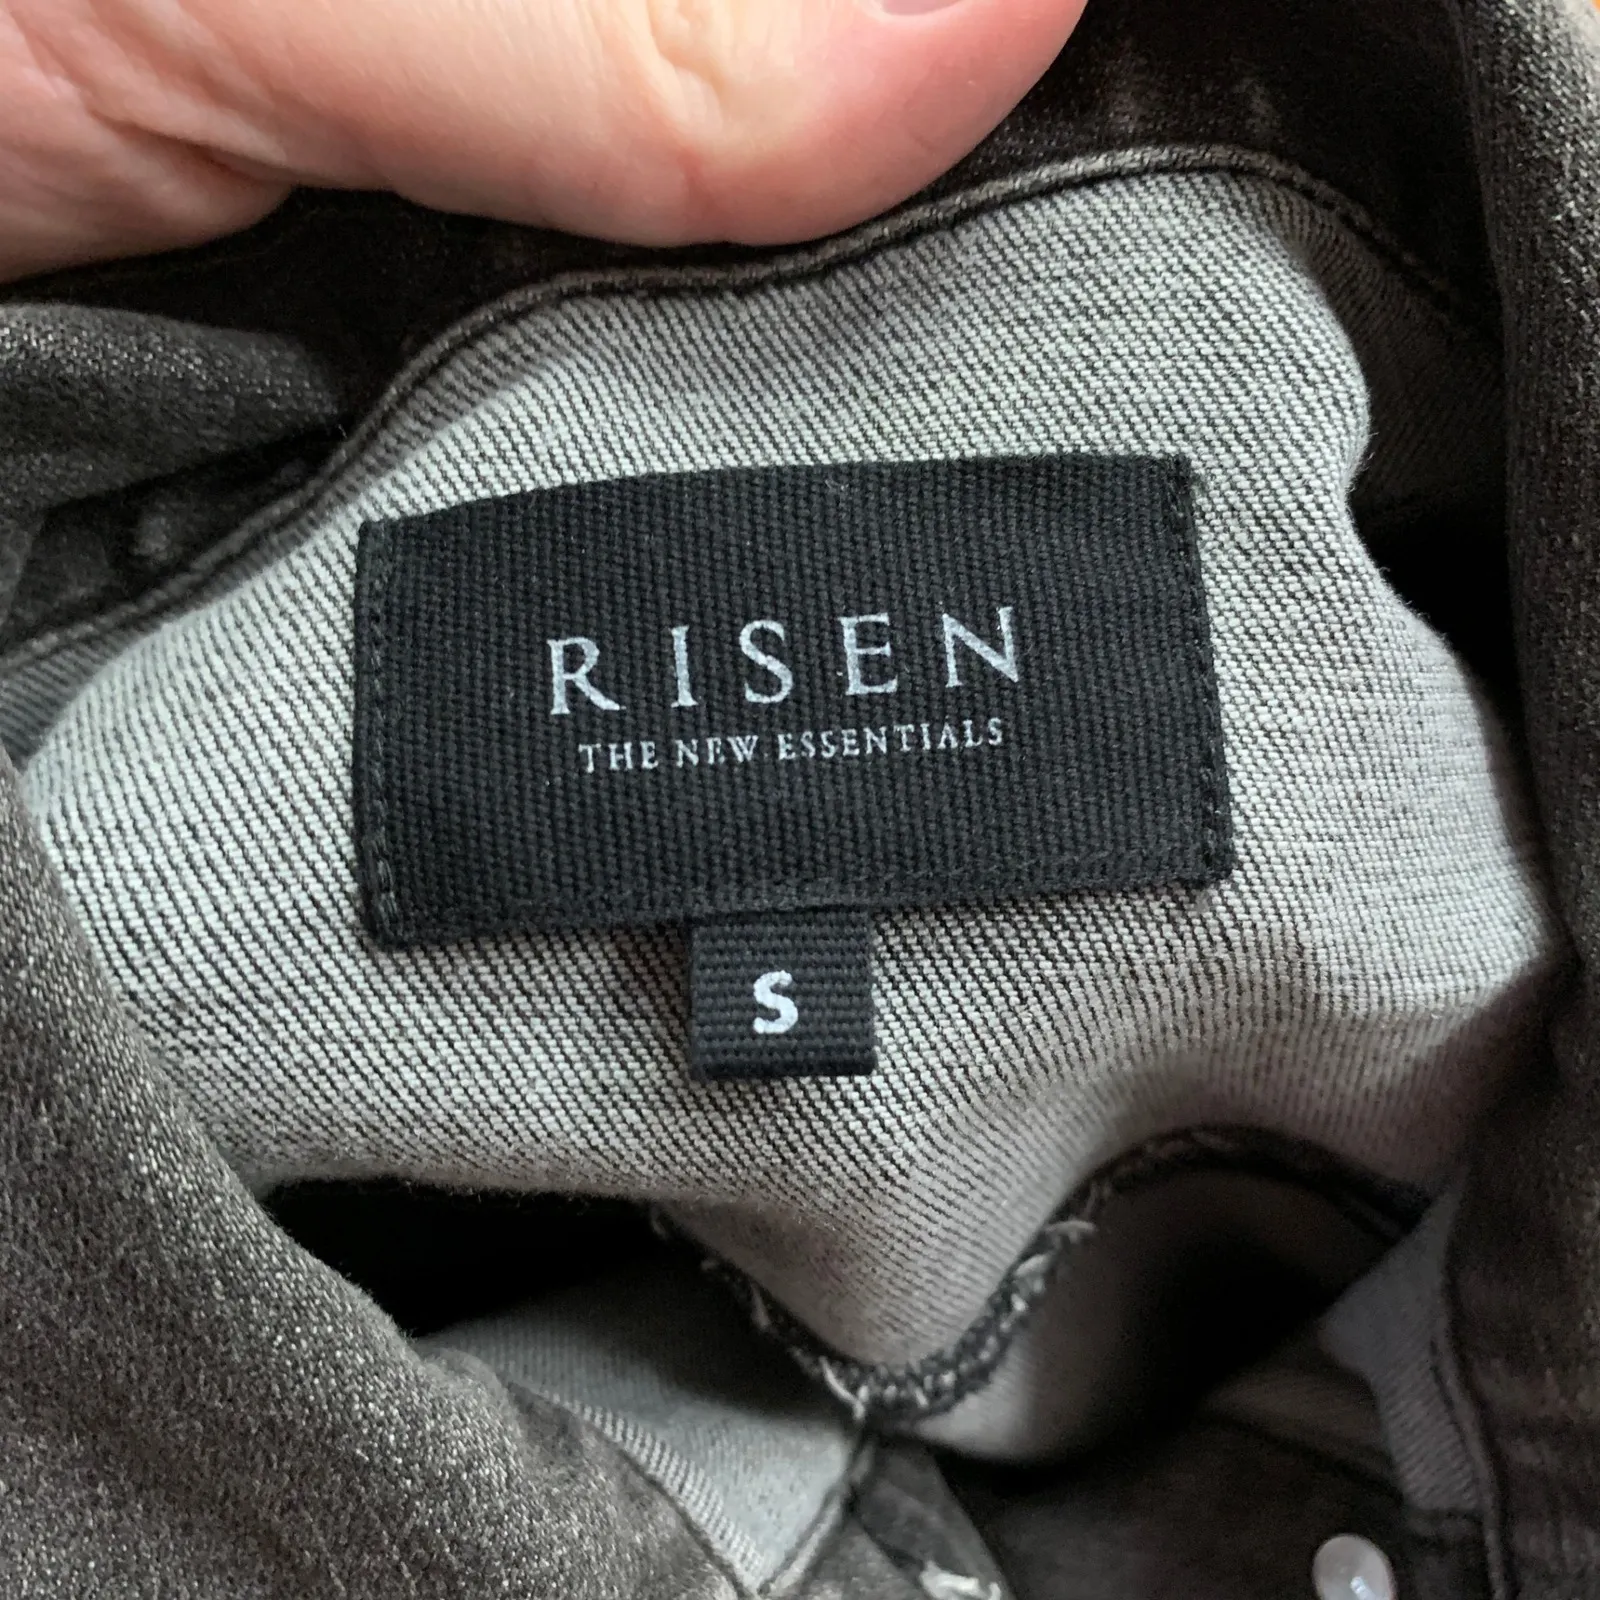 RISEN
THE NEW ESSENTIALS
S